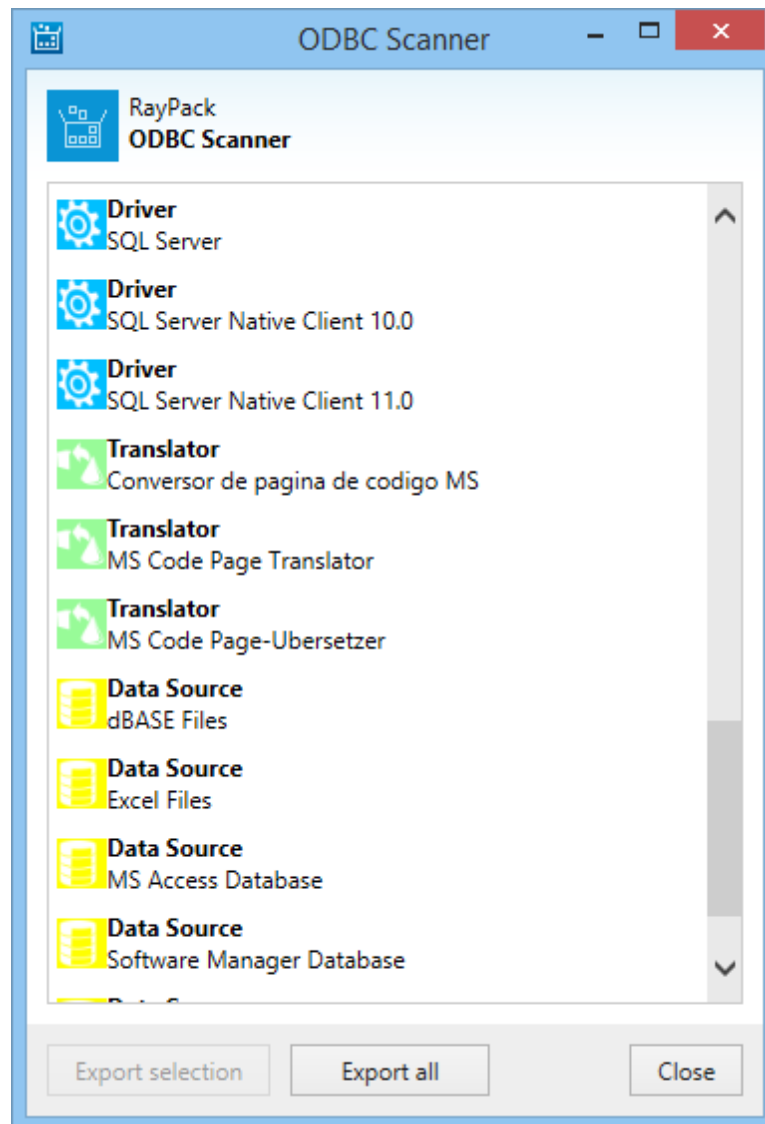 ODBC Scanner
RayPack
ODBC Scanner
Driver
SQL Server
Driver
SQL Server Native Client 10.0
Driver
SQL Server Native Client 11.0
Translator
Conversor de pagina de codigo MS
Translator
MS Code Page Translator
Translator
MS Code Page-Ubersetzer
Data Source
dBASE Files
Data Source
Excel Files
Data Source
MS Access Database
Data Source
Software Manager Database
Export selection
Export all
Close